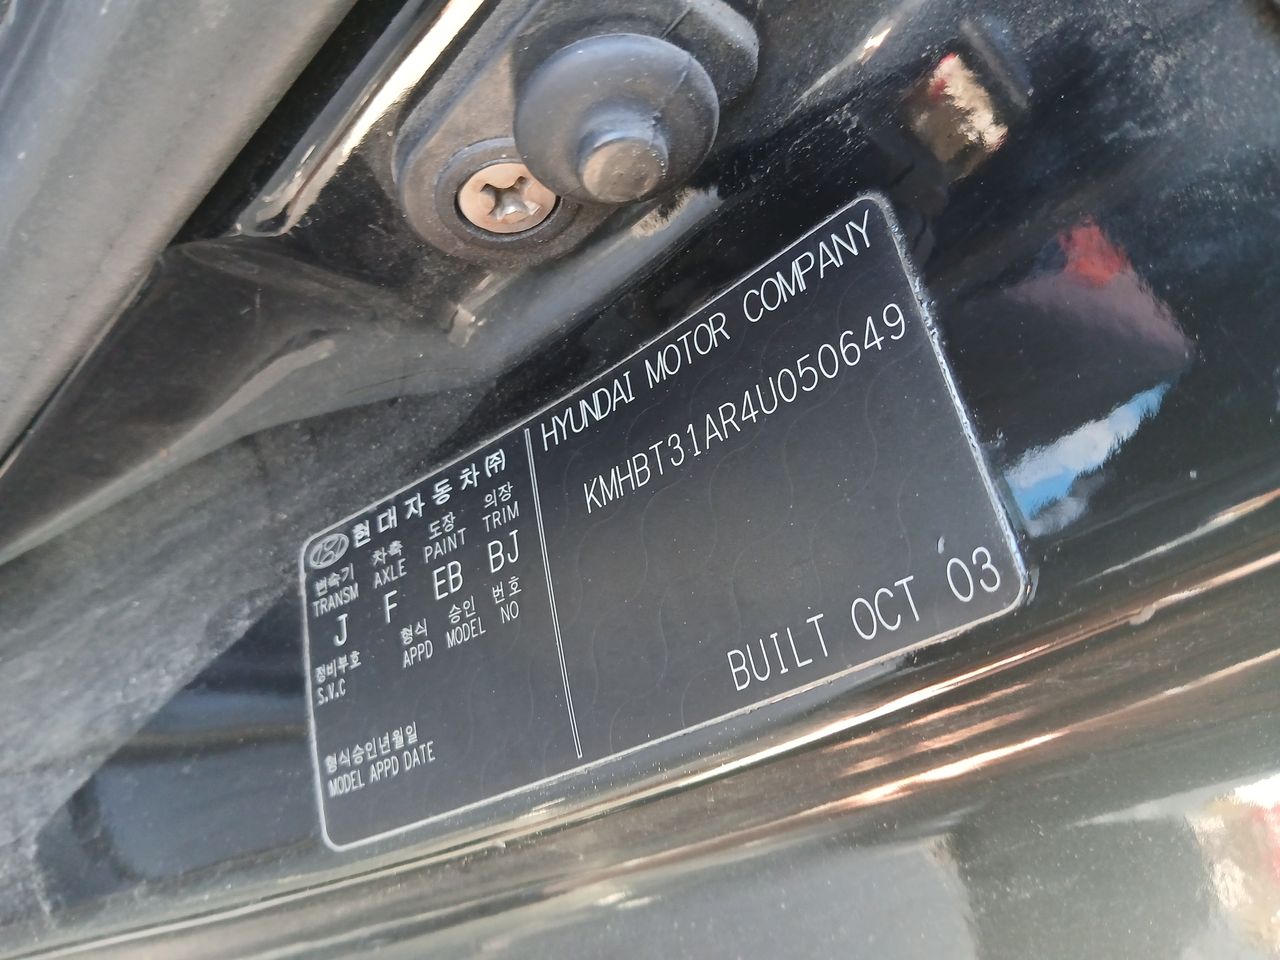 현대자동차㈜
변속기 차축 도장 의장
TRANSM AXLE PAINT TRIM
J F EB BJ
형식 승인 번호
APPD MODEL NO
정비부호
S.V.C
형식승인년월일
MODEL APPD DATE
HYUNDAI MOTOR COMPANY
KMHBT31AR4U050649
BUILT OCT 03